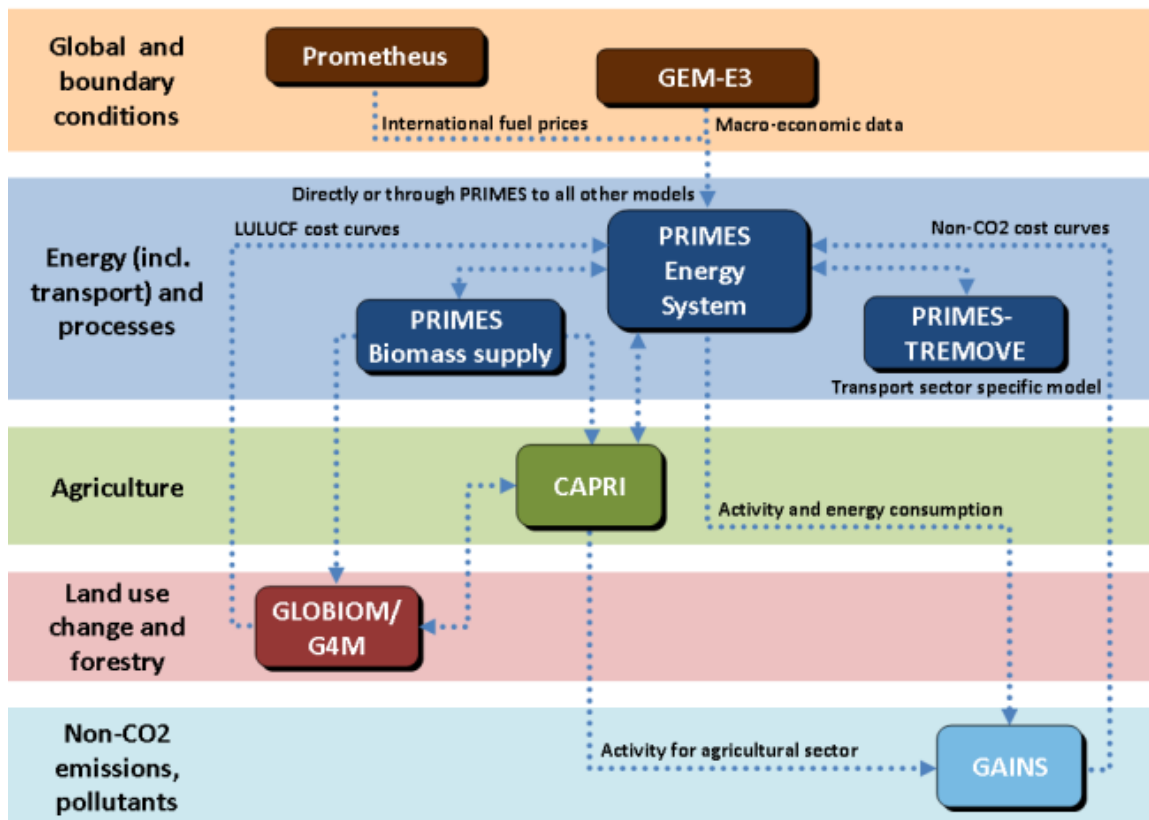 Global and
boundary
conditions
Prometheus
GEM-E3
International fuel prices
Macro-economic data
Directly or through PRIMES to all other models
LULUCF cost curves
Non-CO2 cost curves
Energy (incl.
transport) and
processes
PRIMES
Energy
System
PRIMES
Biomass supply
PRIMES-
TREMOVE
Transport sector specific model
Agriculture
CAPRI
Activity and energy consumption
Land use
change and
forestry
GLOBIOM/
G4M
Non-CO2
emissions,
pollutants
Activity for agricultural sector
GAINS